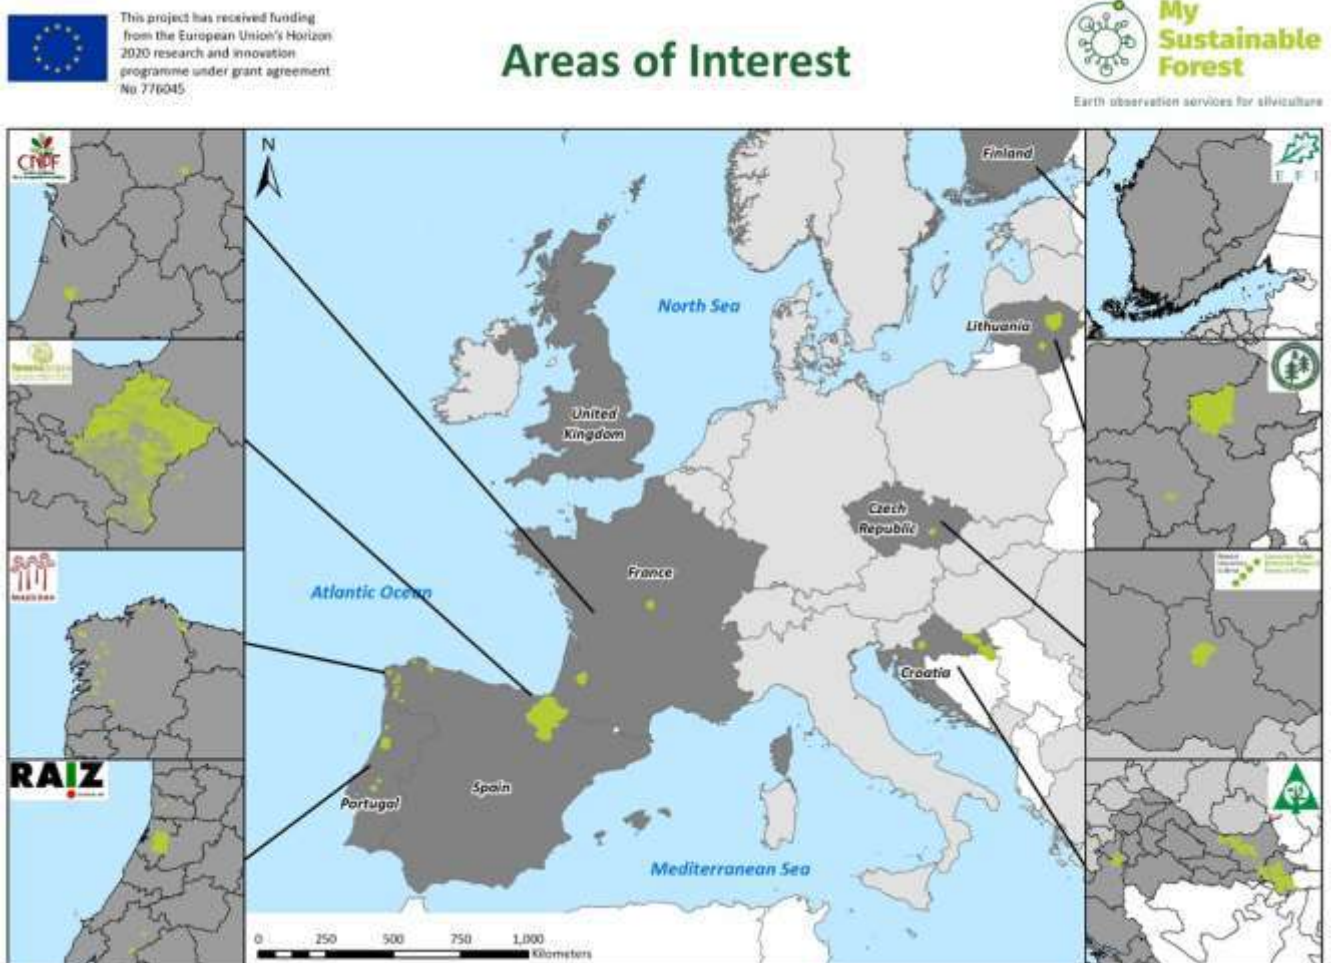 This project has received funding
from the European Union's Horizon
2020 research and innovation
programme under grant agreement
No 776045
Areas of Interest
My
Sustainable
Forest
Earth observation services for silviculture
CNPF
N
Finland
EFI
North Sea
Lithuania
United
Kingdom
Czech
Republic
France
Atlantic Ocean
Croatia
RAIZ
Portugal
Spain
Mediterranean Sea
0 250 500 750 1,000
Kilometers